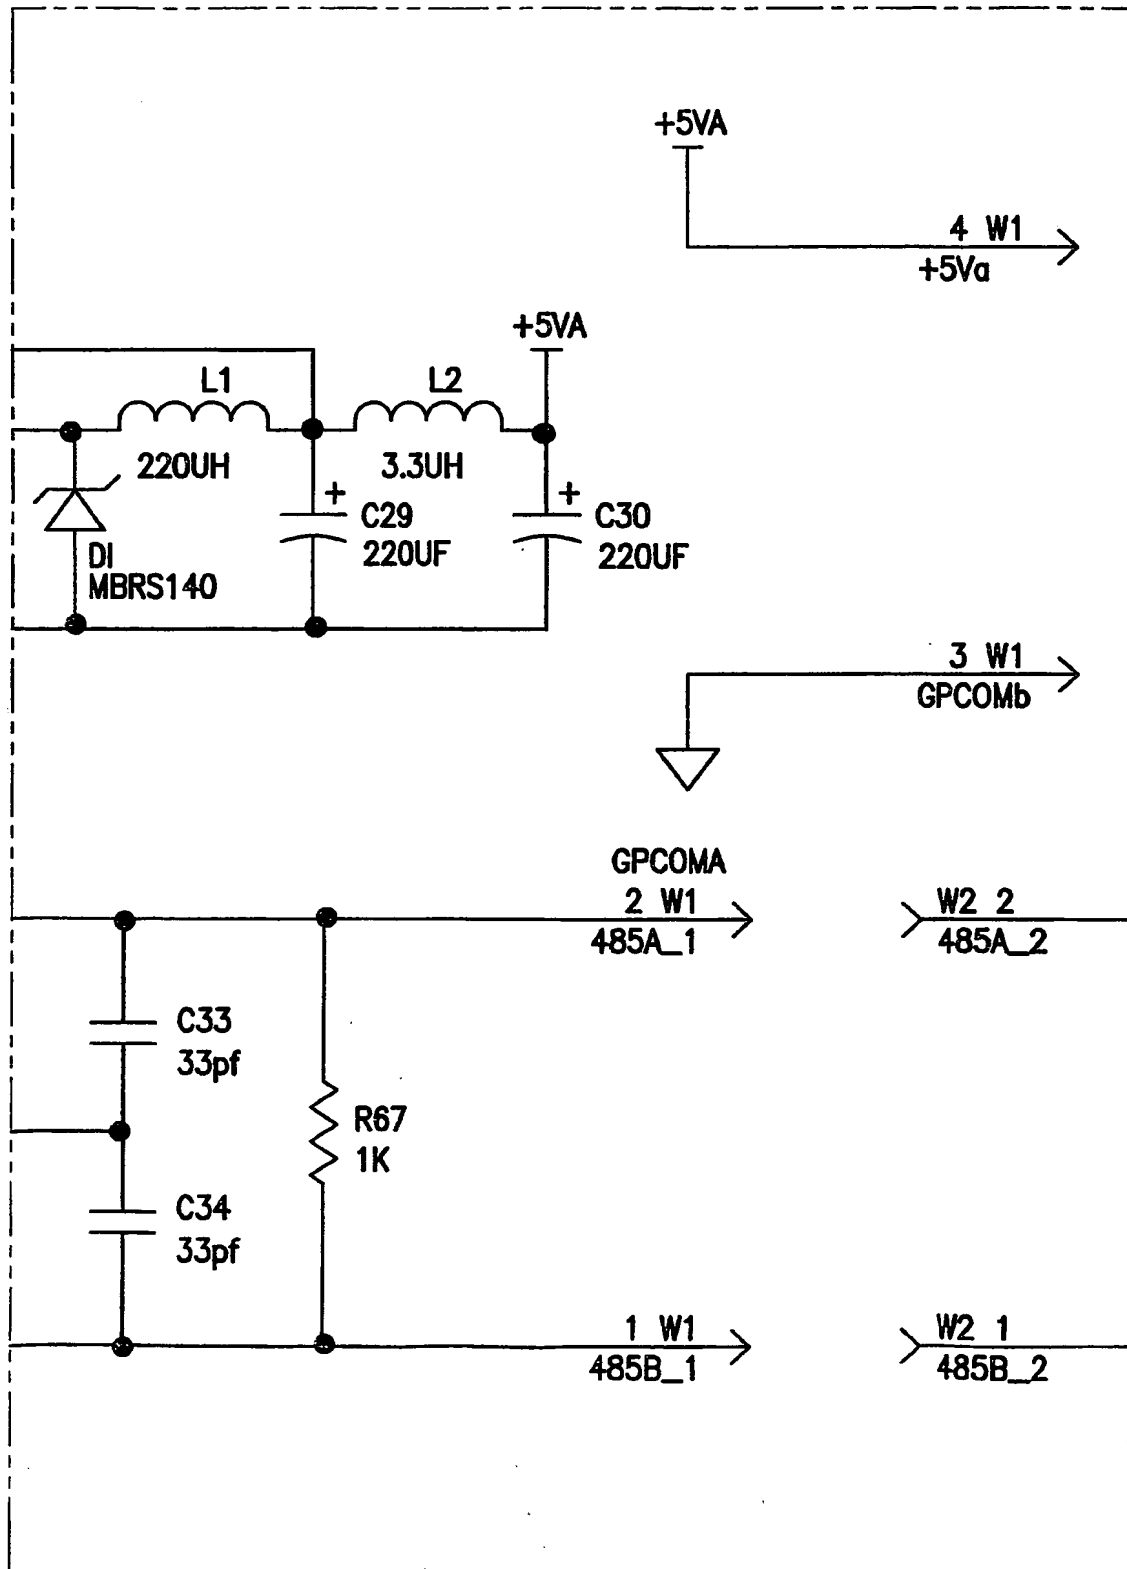 +5VA
4 W1
+5Va
+5VA
L1
L2
220UH
3.3UH
+
+
C29
220UF
C30
220UF
DI
MBRS140
3 W1
GPCOMb
GPCOMA
2 W1
485A_1
W2 2
485A_2
C33
33pf
R67
1K
C34
33pf
1 W1
485B_1
W2 1
485B_2